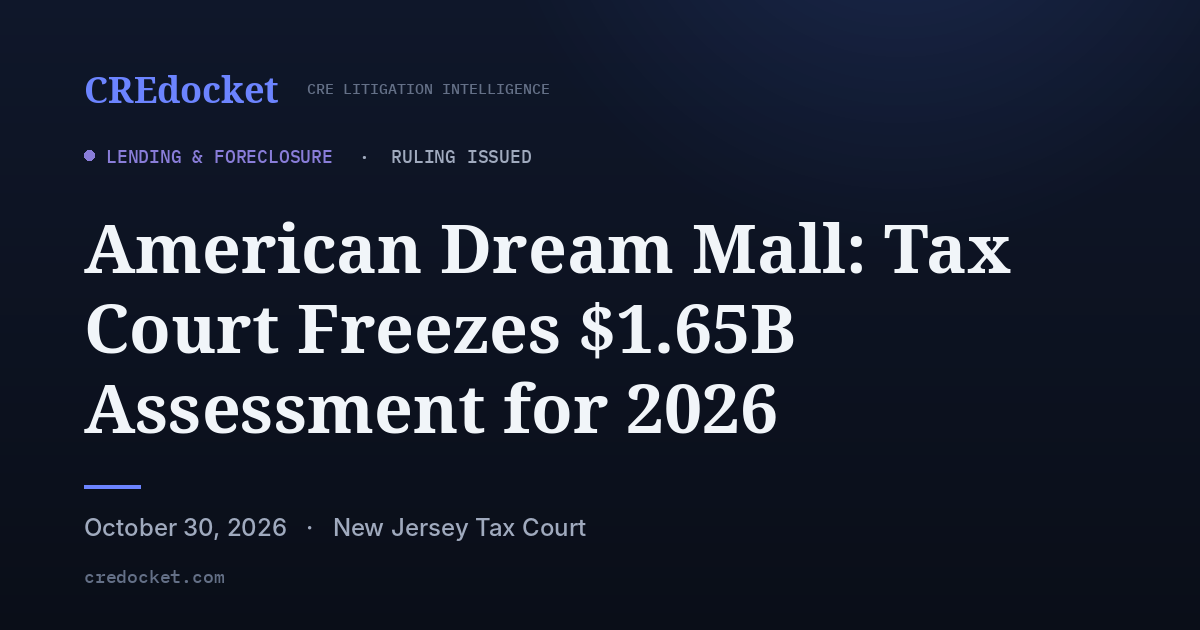 CREdocket CRE LITIGATION INTELLIGENCE
LENDING & FORECLOSURE · RULING ISSUED
American Dream Mall: Tax
Court Freezes $1.65B
Assessment for 2026
October 30, 2026 · New Jersey Tax Court
credocket.com